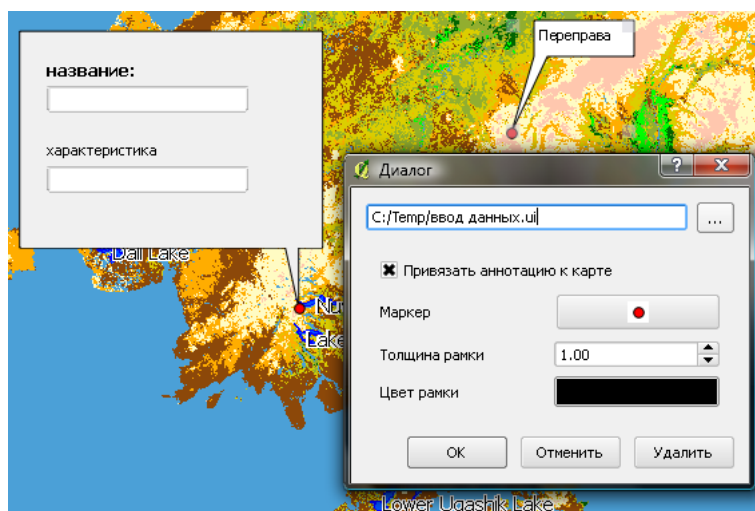 название:
характеристика
Переправа
Диалог
C:/Temp/ввод данных.ui
...
Привязать аннотацию к карте
Маркер
Толщина рамки
1.00
Цвет рамки
OK
Отменить
Удалить
Dall Lake
Lake
Lower Ugashik Lake